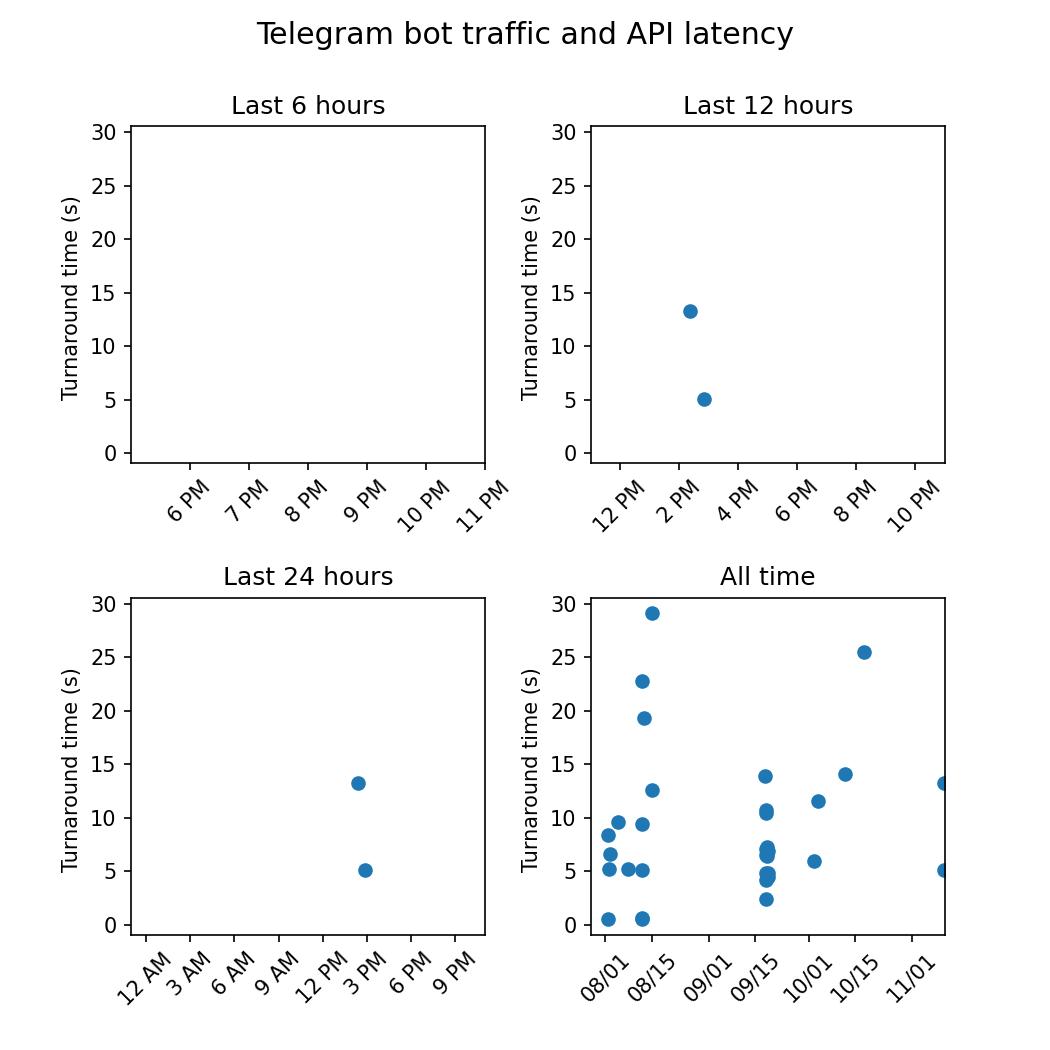 Telegram bot traffic and API latency
Last 6 hours
30
25
20
15
10
5
0
Turnaround time (s)
6 PM
7 PM
8 PM
9 PM
10 PM
11 PM
Last 12 hours
30
25
20
15
10
5
0
Turnaround time (s)
12 PM
2 PM
4 PM
6 PM
8 PM
10 PM
Last 24 hours
30
25
20
15
10
5
0
Turnaround time (s)
12 AM
3 AM
6 AM
9 AM
12 PM
3 PM
6 PM
9 PM
All time
30
25
20
15
10
5
0
Turnaround time (s)
08/01
08/15
09/01
09/15
10/01
10/15
11/01